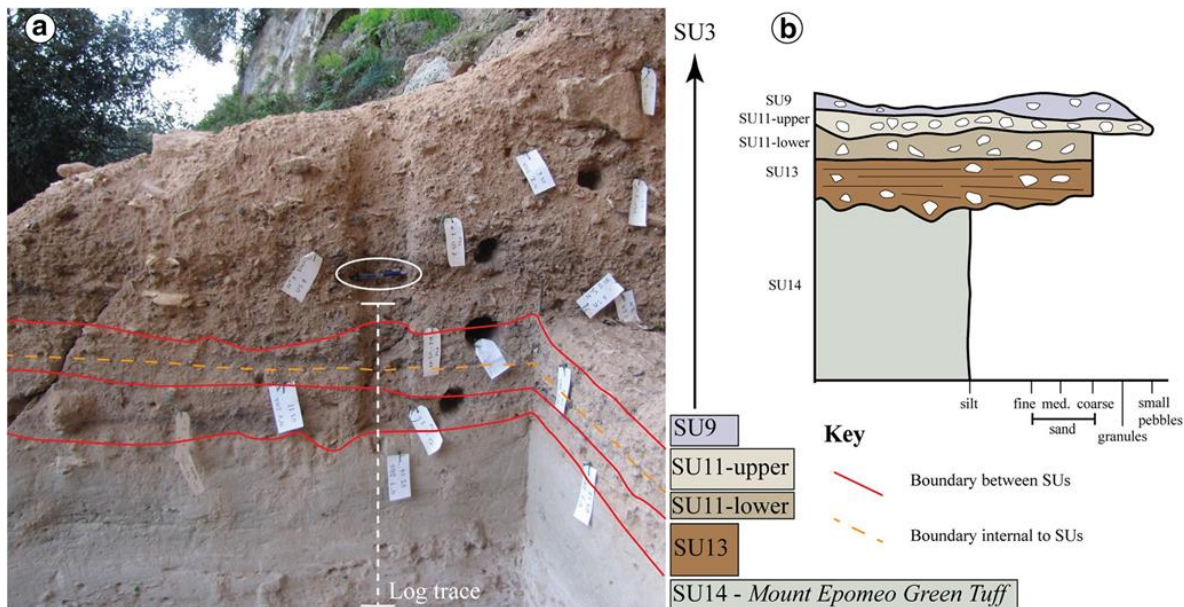 a
SU3
b
SU9
SU11-upper
SU11-lower
SU13
SU14
silt
fine med. coarse
small
pebbles
sand
granules
SU9
SU11-upper
SU11-lower
SU13
SU14 - Mount Epomeo Green Tuff
Key
Boundary between SUs
Boundary internal to SUs
Log trace